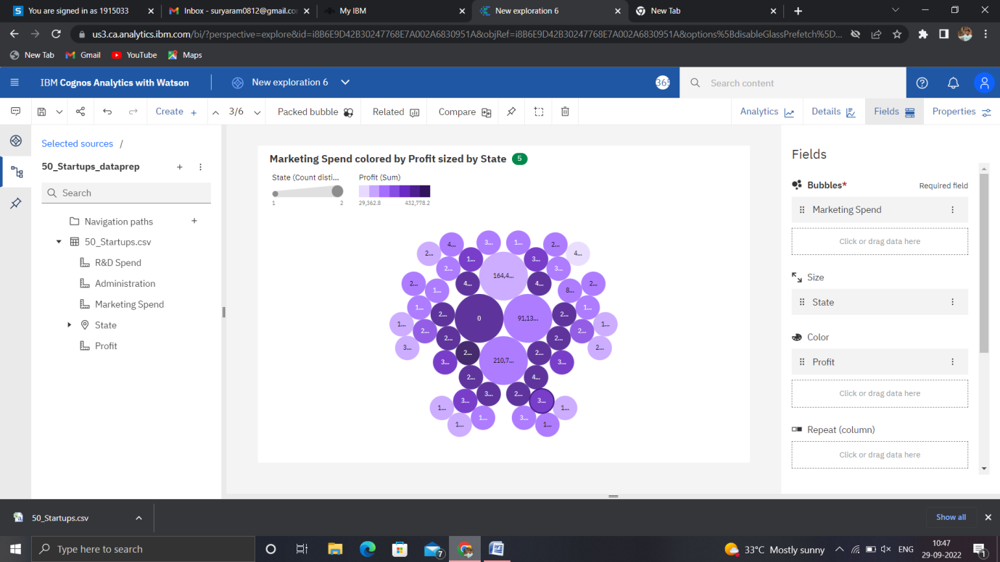 You are signed in as 1915033
Inbox - suryaram0812@gmail.co
My IBM
New exploration 6
New Tab
us3.ca.analytics.ibm.com/bi/?perspective=explore&id=i8B6E9D42B30247768E7A002A6830951A&objRef=i8B6E9D42B30247768E7A002A6830951A&options%5BdisableGlassPrefetch%5D...
New Tab
Gmail
YouTube
Maps
IBM Cognos Analytics with Watson
New exploration 6
365
Search content
Create +
3/6
Packed bubble
Related
Compare
Analytics
Details
Fields
Properties
Selected sources /
50_Startups_dataprep
Search
Navigation paths
50_Startups.csv
R&D Spend
Administration
Marketing Spend
State
Profit
Marketing Spend colored by Profit sized by State 5
State (Count disti...
Profit (Sum)
1 2
29,362.8 432,778.2
4... 3... 1... 2...
2... 1... 3... 4...
2... 164,4... 3...
2... 4... 4... 2...
1... 8...
1... 2... 0 91,13... 2... 1...
1... 2... 2... 1...
3... 2... 2... 2...
3... 2... 210,7... 2... 3...
2... 4...
3... 3... 2... 3...
1... 1... 3... 1...
1... 1...
Fields
Bubbles* Required field
Marketing Spend
Click or drag data here
Size
State
Color
Profit
Click or drag data here
Repeat (column)
Click or drag data here
50_Startups.csv
Show all
Type here to search
7
33°C Mostly sunny
ENG
10:47
29-09-2022
1